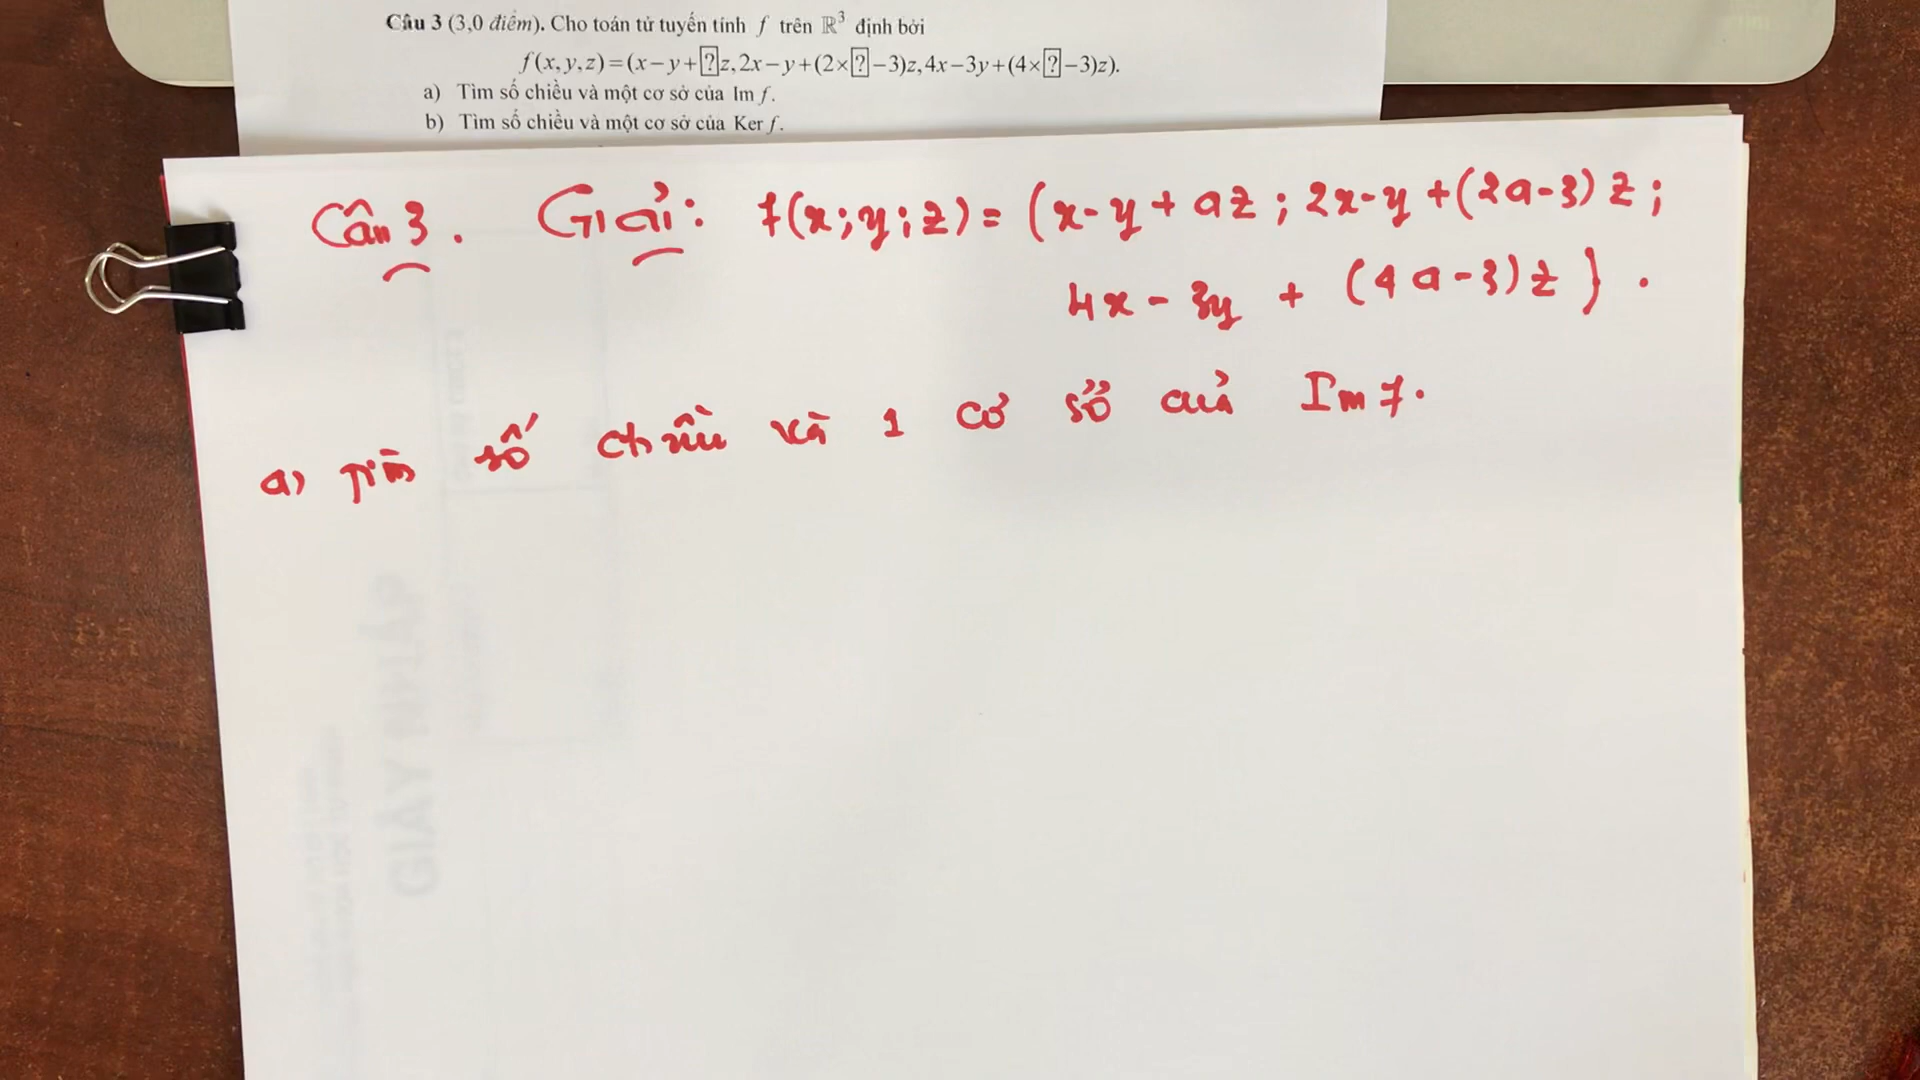 Câu 3 (3,0 điểm). Cho toán tử tuyến tính f trên ℝ³ định bởi
f(x,y,z)=(x−y+[?]z,2x−y+(2×[?]−3)z,4x−3y+(4×[?]−3)z).
a) Tìm số chiều và một cơ sở của Im f.
b) Tìm số chiều và một cơ sở của Ker f.
Câu 3. Giải: f(x;y;z)= (x-y+az; 2x-y+(2a-3)z;
4x-3y + (4a-3)z).
a) Tìm số chiều và 1 cơ sở của Im f.
GIẤY